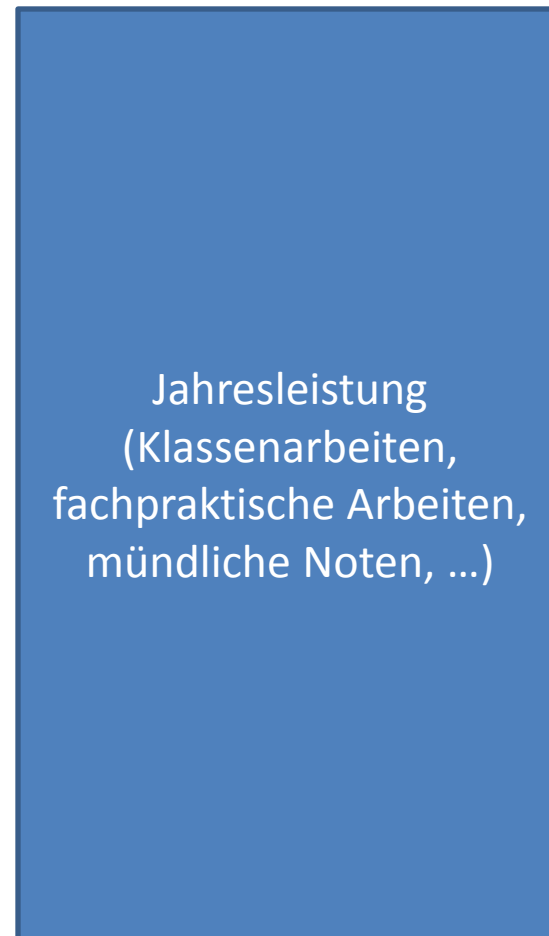 Jahresleistung
(Klassenarbeiten,
fachpraktische Arbeiten,
mündliche Noten, …)